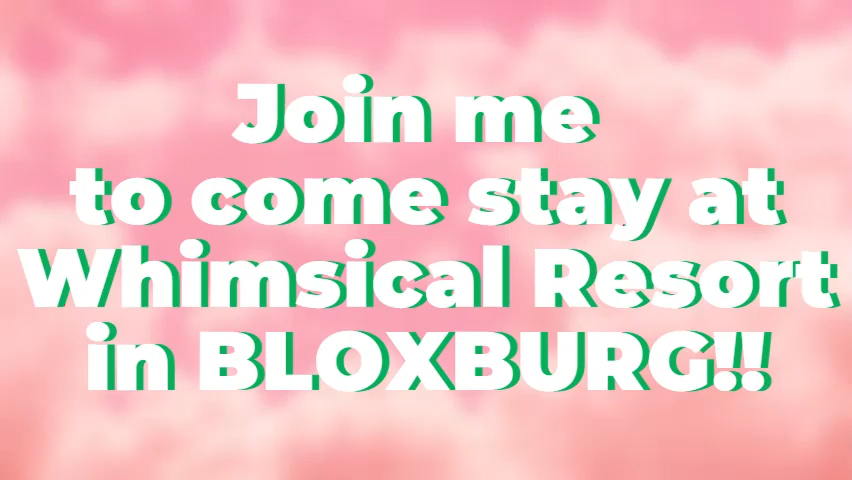 Join me
to come stay at
Whimsical Resort
in BLOXBURG!!